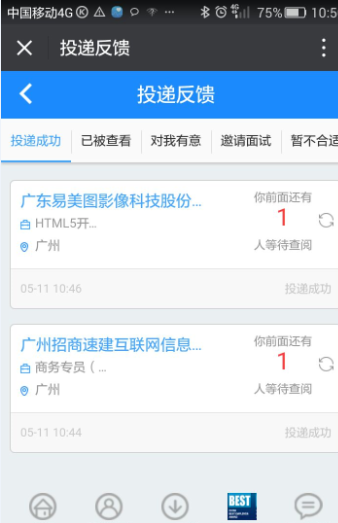 中国移动4G 75% 10:5
投递反馈
投递反馈
投递成功 已被查看 对我有意 邀请面试 暂不合适
广东易美图影像科技股份...
你前面还有
1
HTML5开...
广州
人等待查阅
05-11 10:46
投递成功
广州招商速建互联网信息...
你前面还有
1
商务专员（...
广州
人等待查阅
05-11 10:44
投递成功
BEST